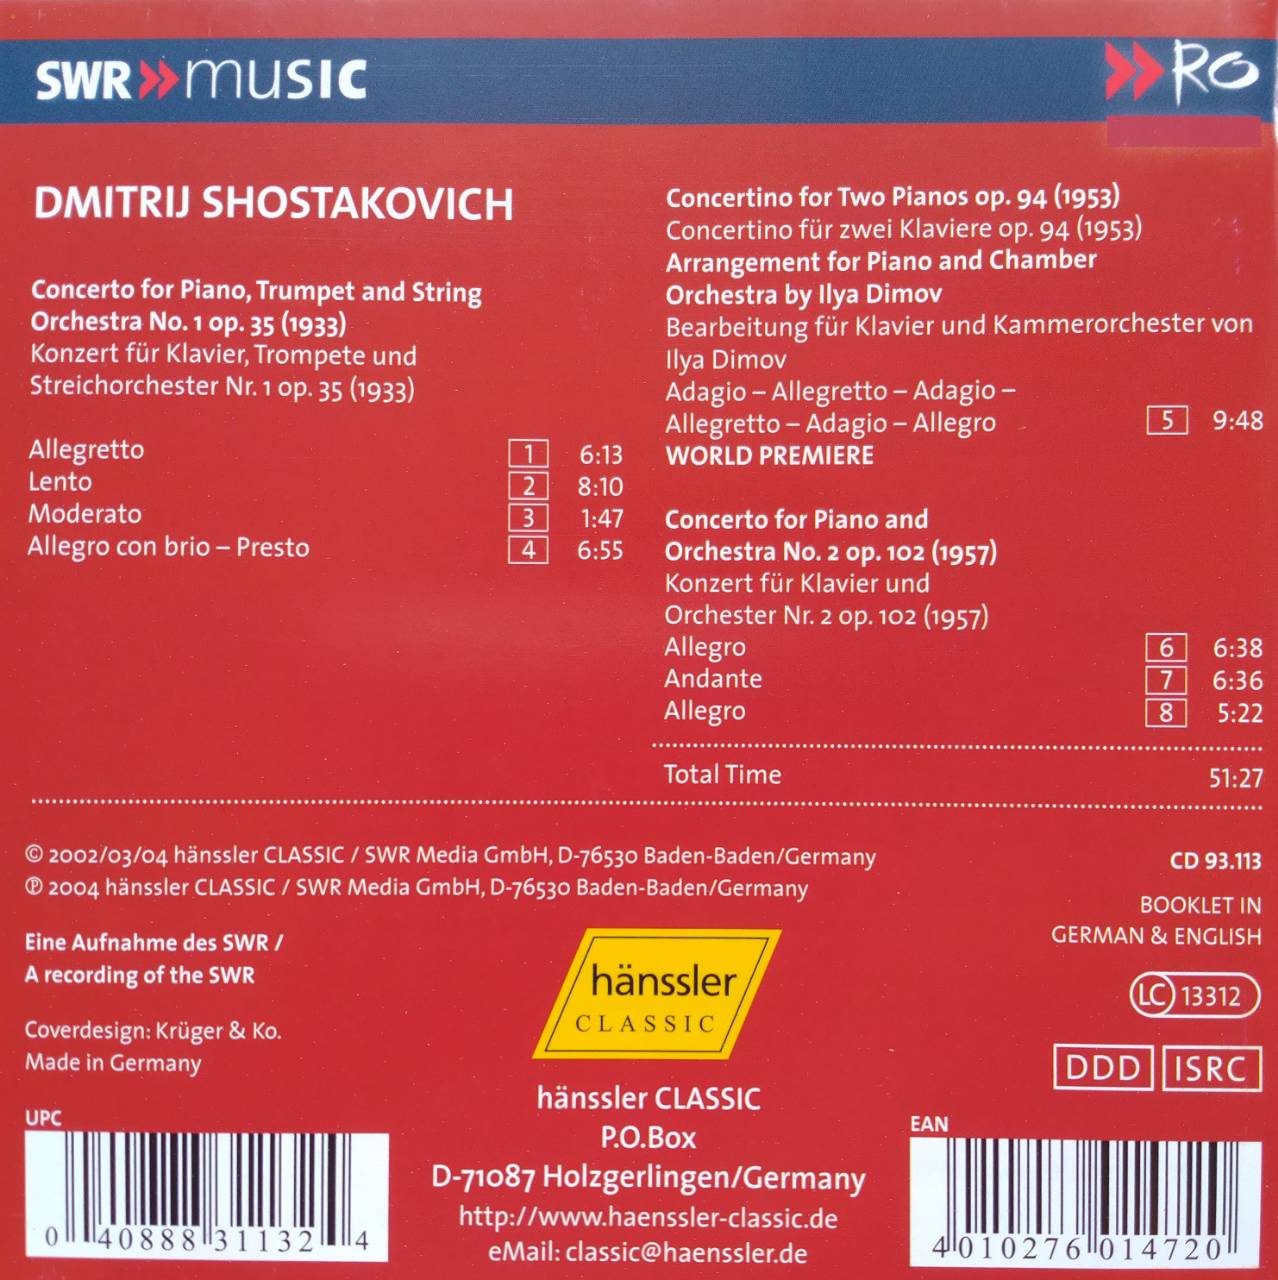 SWR»music
»RO
DMITRIJ SHOSTAKOVICH
Concerto for Piano, Trumpet and String
Orchestra No. 1 op. 35 (1933)
Konzert für Klavier, Trompete und
Streichorchester Nr. 1 op. 35 (1933)
Allegretto 1 6:13
Lento 2 8:10
Moderato 3 1:47
Allegro con brio – Presto 4 6:55
Concertino for Two Pianos op. 94 (1953)
Concertino für zwei Klaviere op. 94 (1953)
Arrangement for Piano and Chamber
Orchestra by Ilya Dimov
Bearbeitung für Klavier und Kammerorchester von
Ilya Dimov
Adagio – Allegretto – Adagio –
Allegretto – Adagio – Allegro 5 9:48
WORLD PREMIERE
Concerto for Piano and
Orchestra No. 2 op. 102 (1957)
Konzert für Klavier und
Orchester Nr. 2 op. 102 (1957)
Allegro 6 6:38
Andante 7 6:36
Allegro 8 5:22
Total Time 51:27
© 2002/03/04 hänssler CLASSIC / SWR Media GmbH, D-76530 Baden-Baden/Germany
℗ 2004 hänssler CLASSIC / SWR Media GmbH, D-76530 Baden-Baden/Germany
Eine Aufnahme des SWR /
A recording of the SWR
Coverdesign: Krüger & Ko.
Made in Germany
UPC
0 40888 31132 4
hänssler
CLASSIC
hänssler CLASSIC
P.O.Box
D-71087 Holzgerlingen/Germany
http://www.haenssler-classic.de
eMail: classic@haenssler.de
CD 93.113
BOOKLET IN
GERMAN & ENGLISH
LC 13312
DDD ISRC
EAN
4 010276 014720